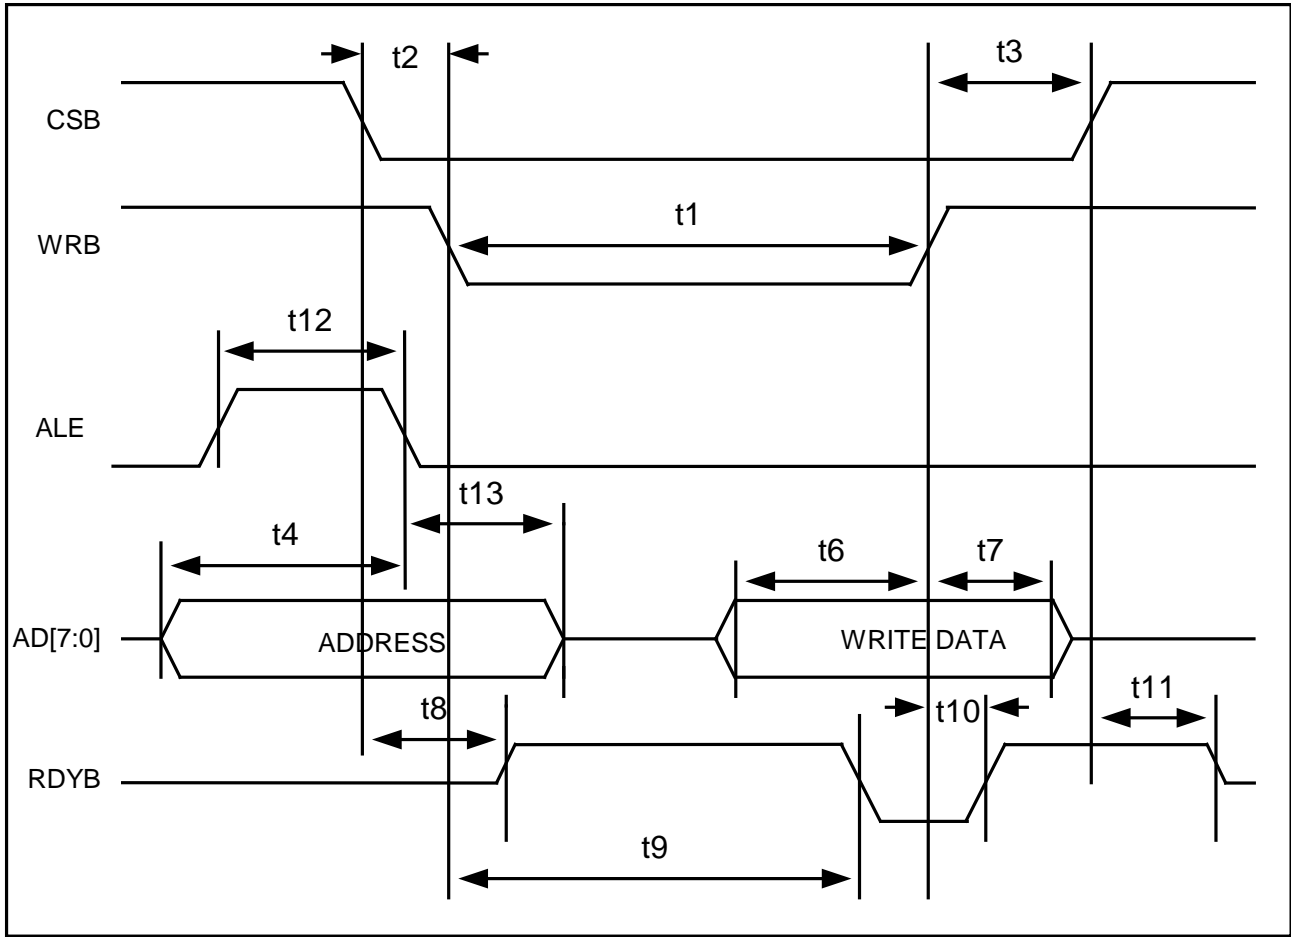 t2
t3
CSB
t1
WRB
t12
ALE
t13
t4
t6
t7
AD[7:0]
ADDRESS
WRITE DATA
t8
t10
t11
RDYB
t9